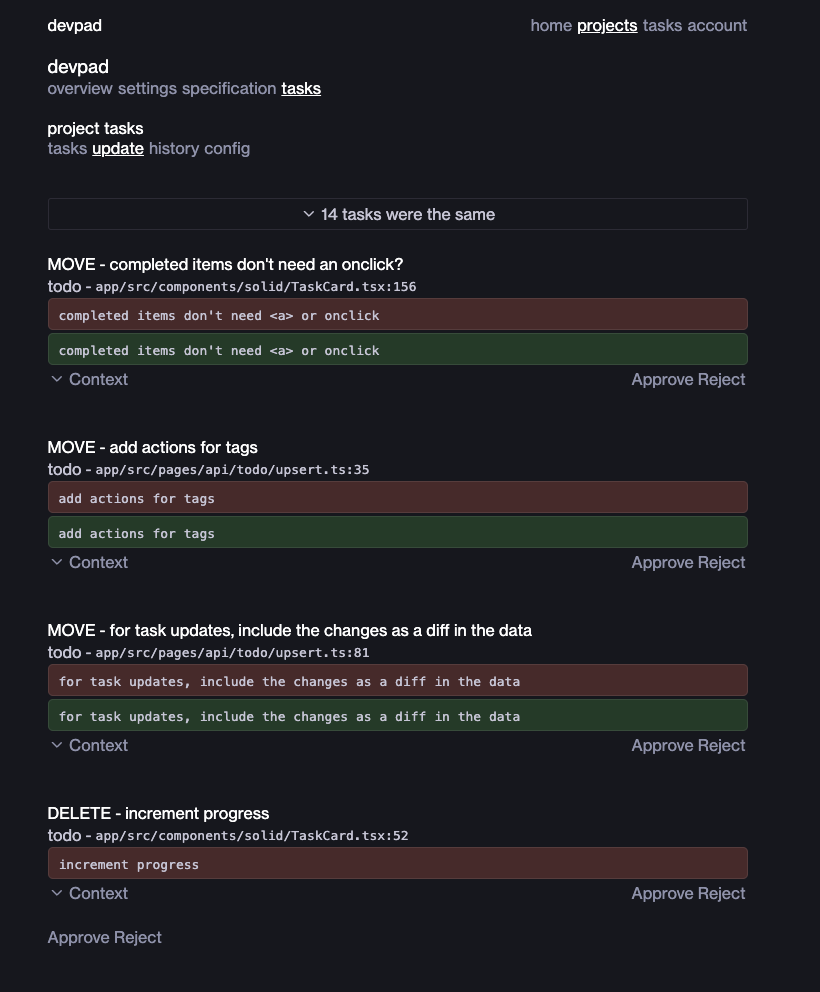 devpad
home projects tasks account
devpad
overview settings specification tasks
project tasks
tasks update history config
14 tasks were the same
MOVE - completed items don't need an onclick?
todo - app/src/components/solid/TaskCard.tsx:156
completed items don't need <a> or onclick
completed items don't need <a> or onclick
Context
Approve Reject
MOVE - add actions for tags
todo - app/src/pages/api/todo/upsert.ts:35
add actions for tags
add actions for tags
Context
Approve Reject
MOVE - for task updates, include the changes as a diff in the data
todo - app/src/pages/api/todo/upsert.ts:81
for task updates, include the changes as a diff in the data
for task updates, include the changes as a diff in the data
Context
Approve Reject
DELETE - increment progress
todo - app/src/components/solid/TaskCard.tsx:52
increment progress
Context
Approve Reject
Approve Reject